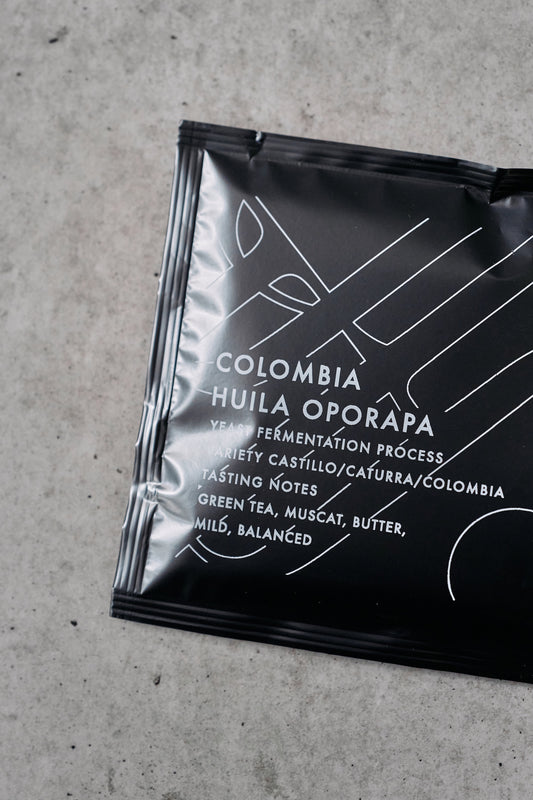 COLOMBIA
HUILA OPORAPA
YEAST FERMENTATION PROCESS
VARIETY CASTILLO/CATURRA/COLOMBIA
TASTING NOTES
GREEN TEA, MUSCAT, BUTTER,
MILD, BALANCED